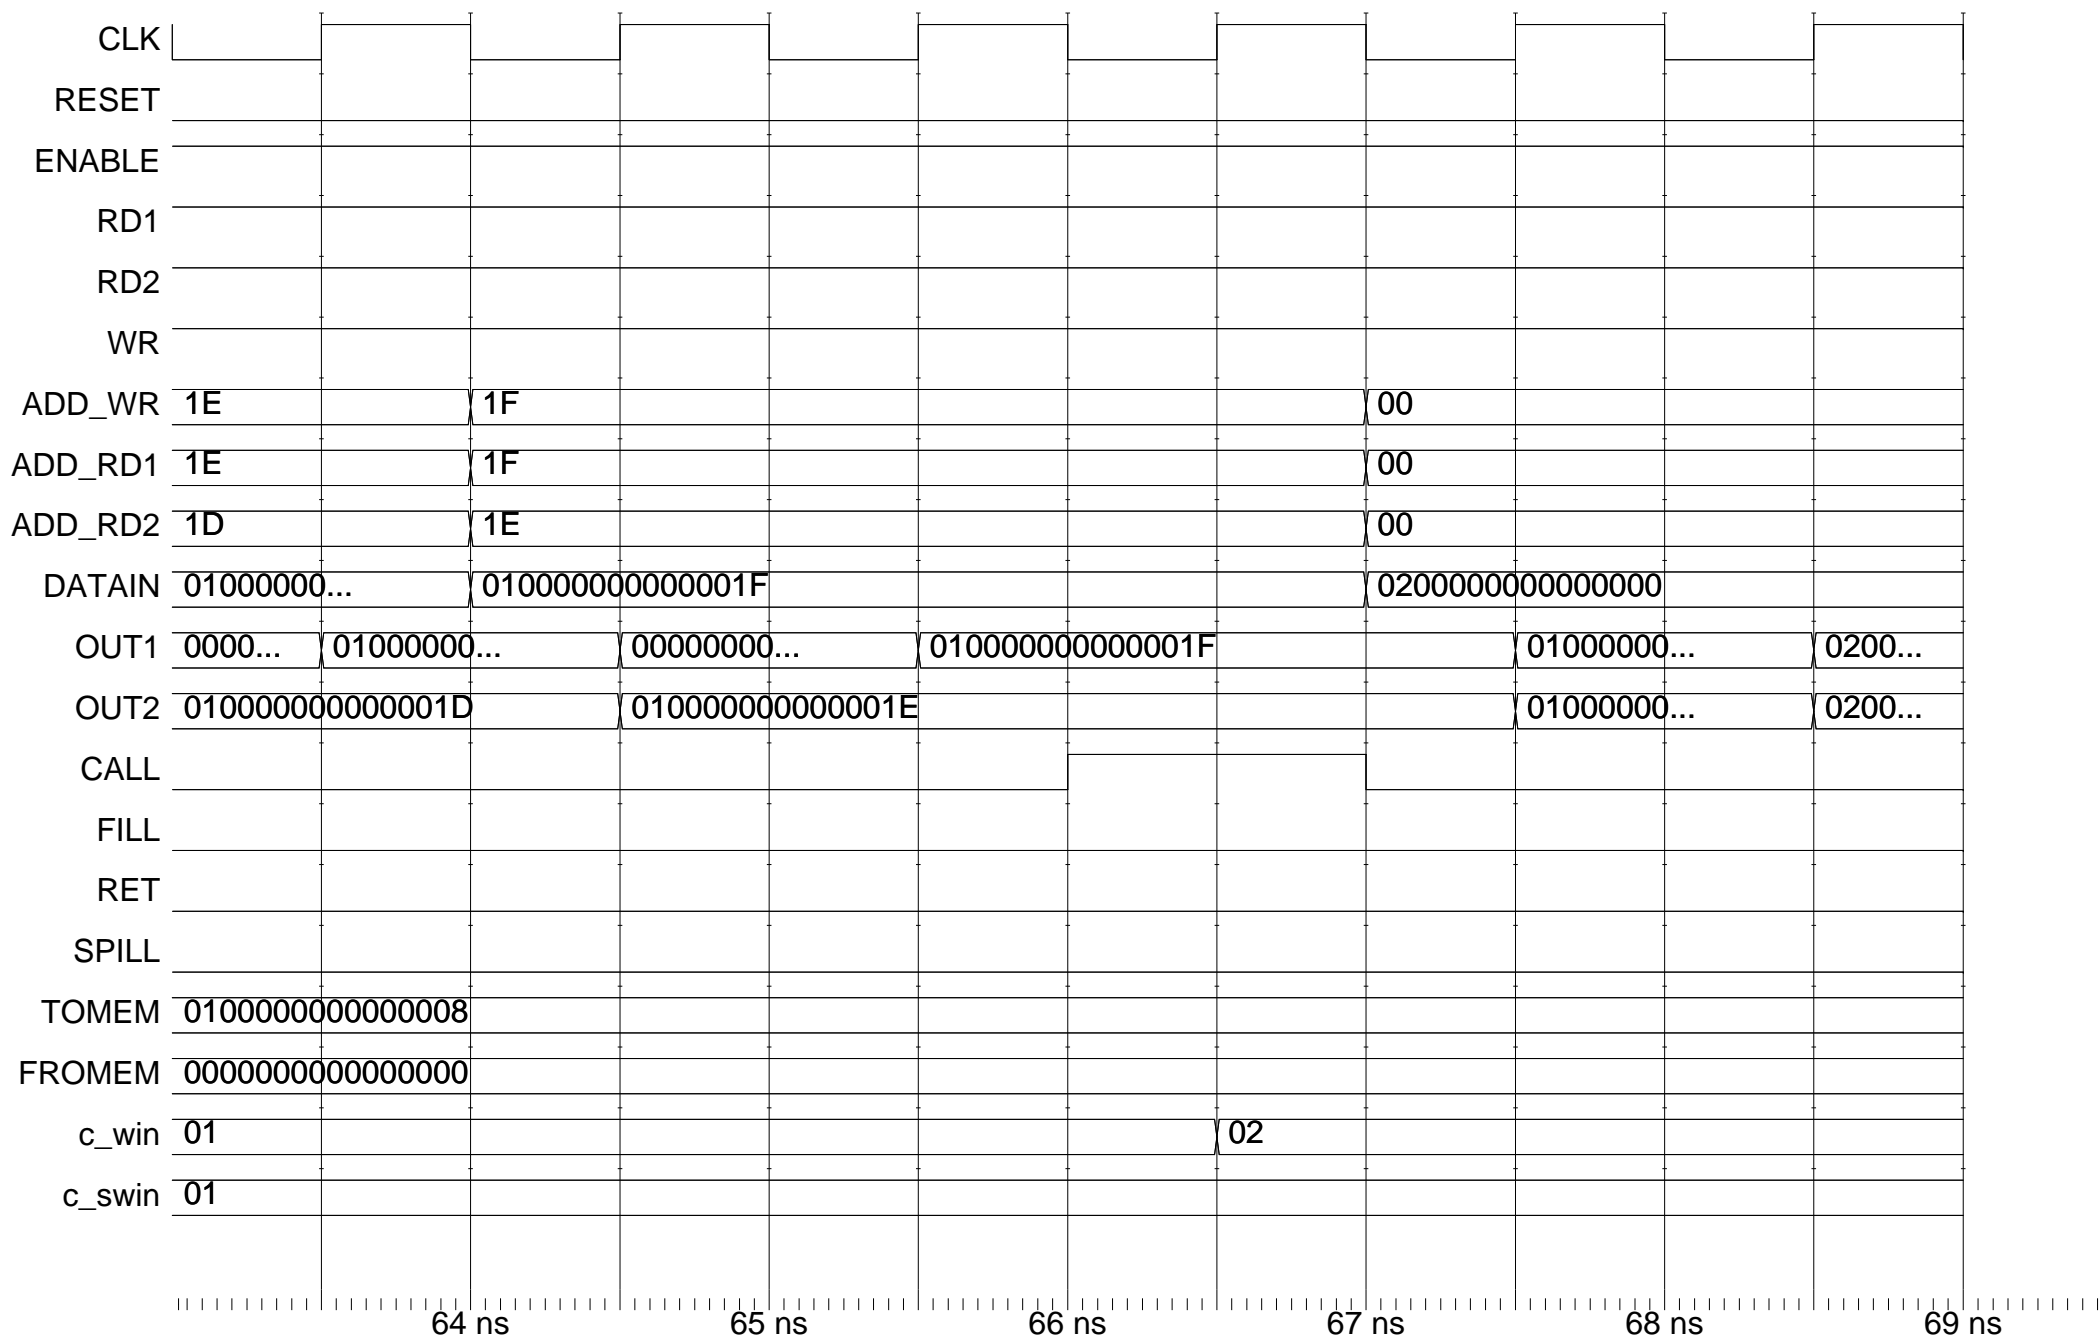 CLK
RESET
ENABLE
RD1
RD2
WR
ADD_WR 1E 1F 00
ADD_RD1 1E 1F 00
ADD_RD2 1D 1E 00
DATAIN 01000000... 010000000000001F 0200000000000000
OUT1 0000... 01000000... 00000000... 010000000000001F 01000000... 0200...
OUT2 010000000000001D 010000000000001E 01000000... 0200...
CALL
FILL
RET
SPILL
TOMEM 0100000000000008
FROMEM 0000000000000000
c_win 01 02
c_swin 01
64 ns 65 ns 66 ns 67 ns 68 ns 69 ns